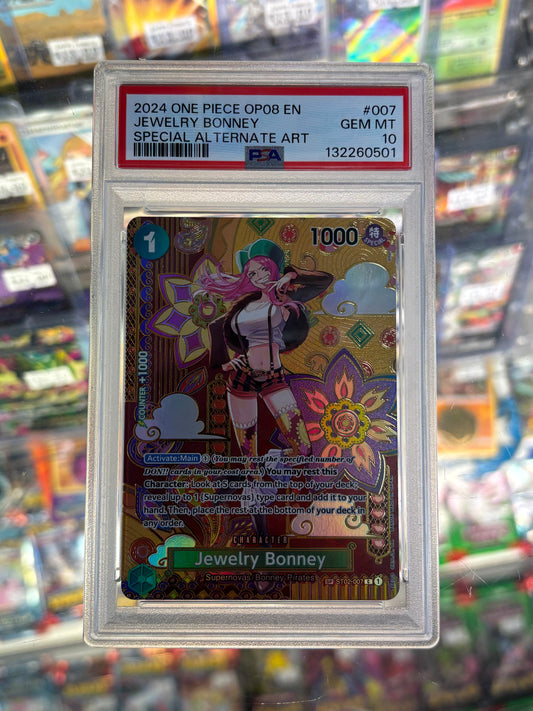 2024 ONE PIECE OP08 EN #007
JEWELRY BONNEY GEM MT
SPECIAL ALTERNATE ART 10
PSA 132260501
1 1000 特
SPECIAL
COUNTER +1000
Activate:Main ① (You may rest the specified number of
DON!! cards in your cost area.) You may rest this
Character: Look at 5 cards from the top of your deck;
reveal up to 1 {Supernovas} type card and add it to your
hand. Then, place the rest at the bottom of your deck in
any order.
CHARACTER
Jewelry Bonney
Supernovas Bonney Pirates
SP ST02-007